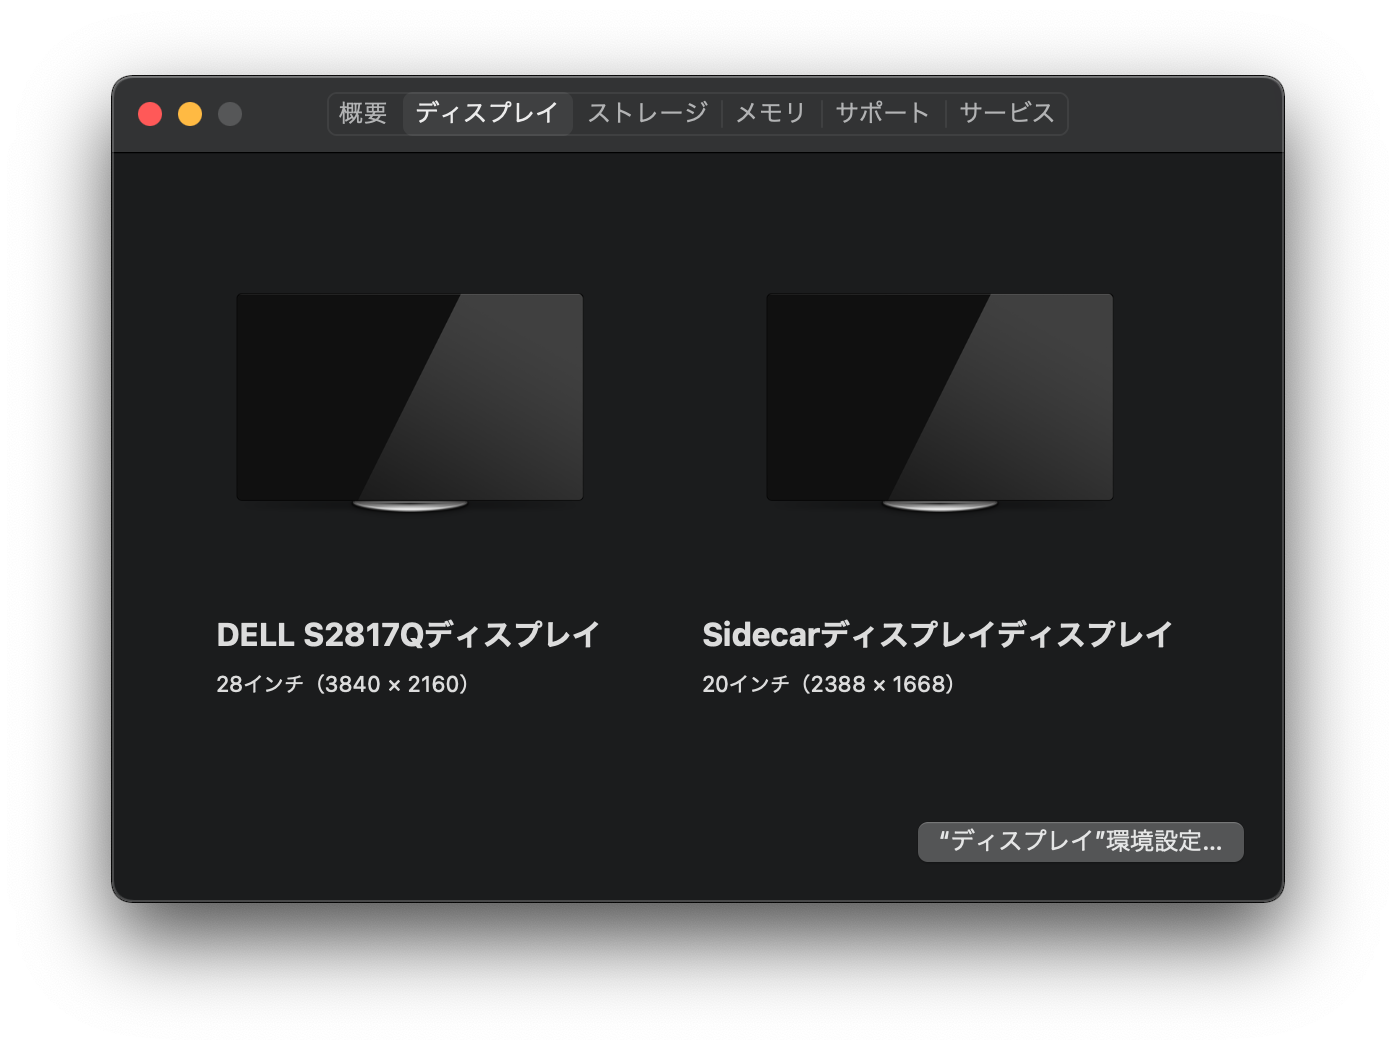 概要 ディスプレイ ストレージ メモリ サポート サービス
DELL S2817Qディスプレイ
28インチ（3840 × 2160）
Sidecarディスプレイディスプレイ
20インチ（2388 × 1668）
“ディスプレイ”環境設定...